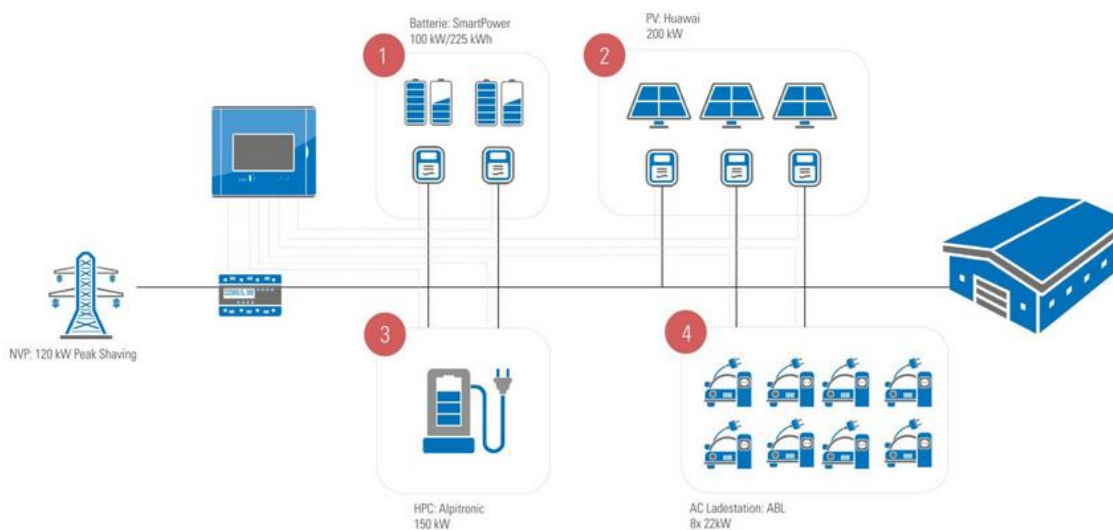 Batterie: SmartPower
100 kW/225 kWh
1
PV: Huawai
200 kW
2
NVP: 120 kW Peak Shaving
3
HPC: Alpitronic
150 kW
4
AC Ladestation: ABL
8x 22kW